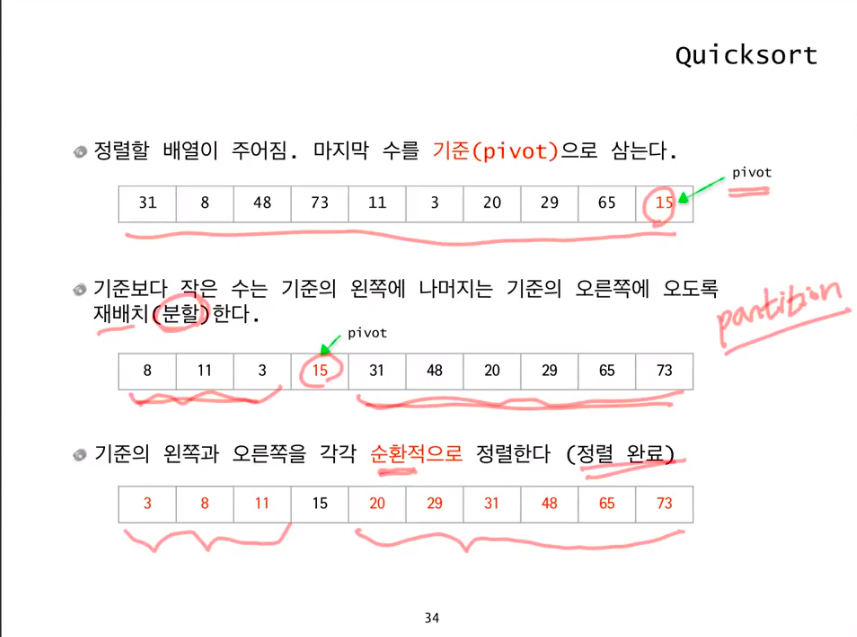 Quicksort
정렬할 배열이 주어짐. 마지막 수를 기준(pivot)으로 삼는다.
pivot
31 8 48 73 11 3 20 29 65 15
기준보다 작은 수는 기준의 왼쪽에 나머지는 기준의 오른쪽에 오도록
재배치(분할)한다.
partition
pivot
8 11 3 15 31 48 20 29 65 73
기준의 왼쪽과 오른쪽을 각각 순환적으로 정렬한다 (정렬 완료)
3 8 11 15 20 29 31 48 65 73
34